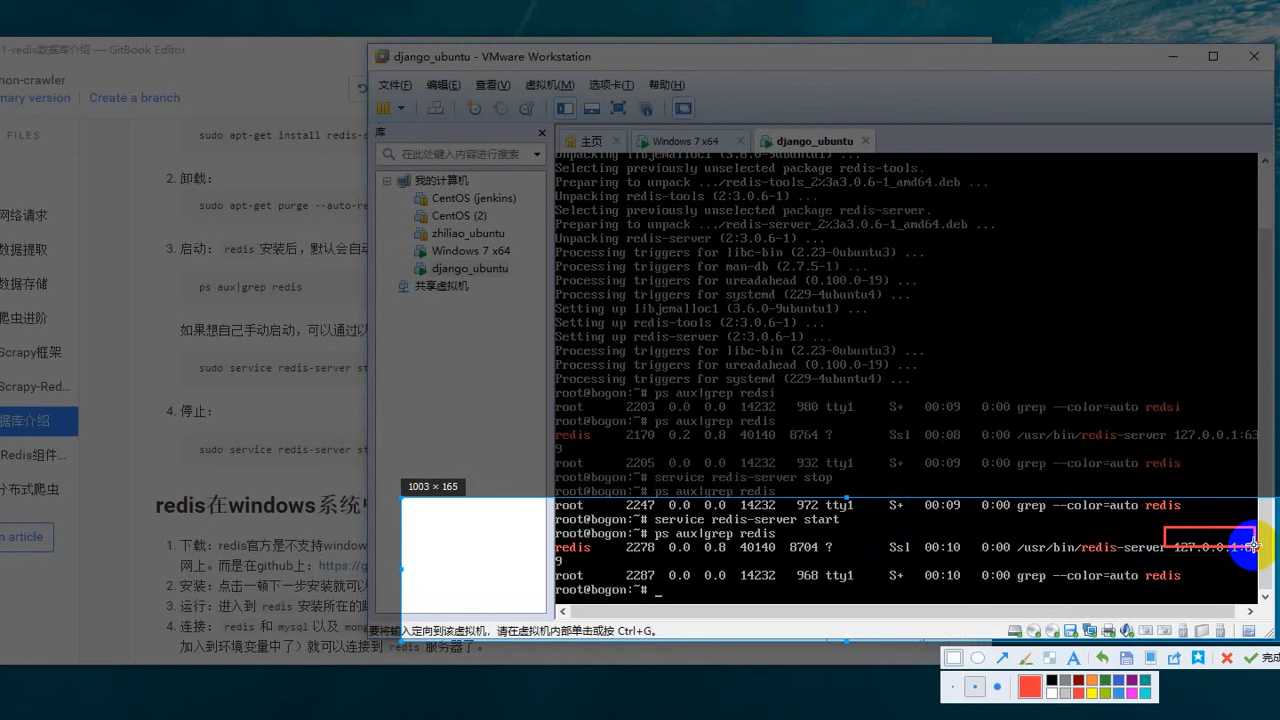 1-redis数据库介绍 — GitBook Editor
hon-crawler
mary version
Create a branch
FILES
网络请求
数据提取
数据存储
爬虫进阶
Scrapy框架
Scrapy-Red...
据库介绍
Redis组件...
分布式爬虫
n article
sudo apt-get install redis-s
2. 卸载:
sudo apt-get purge --auto-re
3. 启动: redis 安装后，默认会自动
ps aux|grep redis
如果想自己手动启动，可以通过以
sudo service redis-server st
4. 停止:
sudo service redis-server st
redis在windows系统中
1. 下载: redis官方是不支持window
网上。而是在github上: https://g
2. 安装: 点击一顿下一步安装就可以
3. 运行: 进入到 redis 安装所在的路
4. 连接: redis 和 mysql 以及 mong
加入到环境变量中了）就可以连接到 redis 服务器了。
django_ubuntu - VMware Workstation
文件(F) 编辑(E) 查看(V) 虚拟机(M) 选项卡(T) 帮助(H)
库
在此处键入内容进行搜索
我的计算机
CentOS (jenkins)
CentOS (2)
zhiliao_ubuntu
Windows 7 x64
django_ubuntu
共享虚拟机
主页
Windows 7 x64
django_ubuntu
Unpacking libjemalloc1 (3.6.0-9ubuntu1) ...
Selecting previously unselected package redis-tools.
Preparing to unpack .../redis-tools_2%3a3.0.6-1_amd64.deb ...
Unpacking redis-tools (2:3.0.6-1) ...
Selecting previously unselected package redis-server.
Preparing to unpack .../redis-server_2%3a3.0.6-1_amd64.deb ...
Unpacking redis-server (2:3.0.6-1) ...
Processing triggers for libc-bin (2.23-0ubuntu3) ...
Processing triggers for man-db (2.7.5-1) ...
Processing triggers for ureadahead (0.100.0-19) ...
Processing triggers for systemd (229-4ubuntu4) ...
Setting up libjemalloc1 (3.6.0-9ubuntu1) ...
Setting up redis-tools (2:3.0.6-1) ...
Setting up redis-server (2:3.0.6-1) ...
Processing triggers for libc-bin (2.23-0ubuntu3) ...
Processing triggers for ureadahead (0.100.0-19) ...
Processing triggers for systemd (229-4ubuntu4) ...
root@bogon:~# ps aux|grep redsi
root 2203 0.0 0.0 14232 980 tty1 S+ 00:09 0:00 grep --color=auto redsi
root@bogon:~# ps aux|grep redis
redis 2170 0.2 0.8 40140 8764 ? Ssl 00:08 0:00 /usr/bin/redis-server 127.0.0.1:63
9
root 2205 0.0 0.0 14232 932 tty1 S+ 00:09 0:00 grep --color=auto redis
root@bogon:~# service redis-server stop
root@bogon:~# ps aux|grep redis
root 2247 0.0 0.0 14232 972 tty1 S+ 00:09 0:00 grep --color=auto redis
root@bogon:~# service redis-server start
root@bogon:~# ps aux|grep redis
redis 2278 0.0 0.8 40140 8704 ? Ssl 00:10 0:00 /usr/bin/redis-server 127.0.0.1:6
9
root 2287 0.0 0.0 14232 968 tty1 S+ 00:10 0:00 grep --color=auto redis
root@bogon:~# _
1003 × 165
要将输入定向到该虚拟机，请在虚拟机内部单击或按 Ctrl+G。
完成